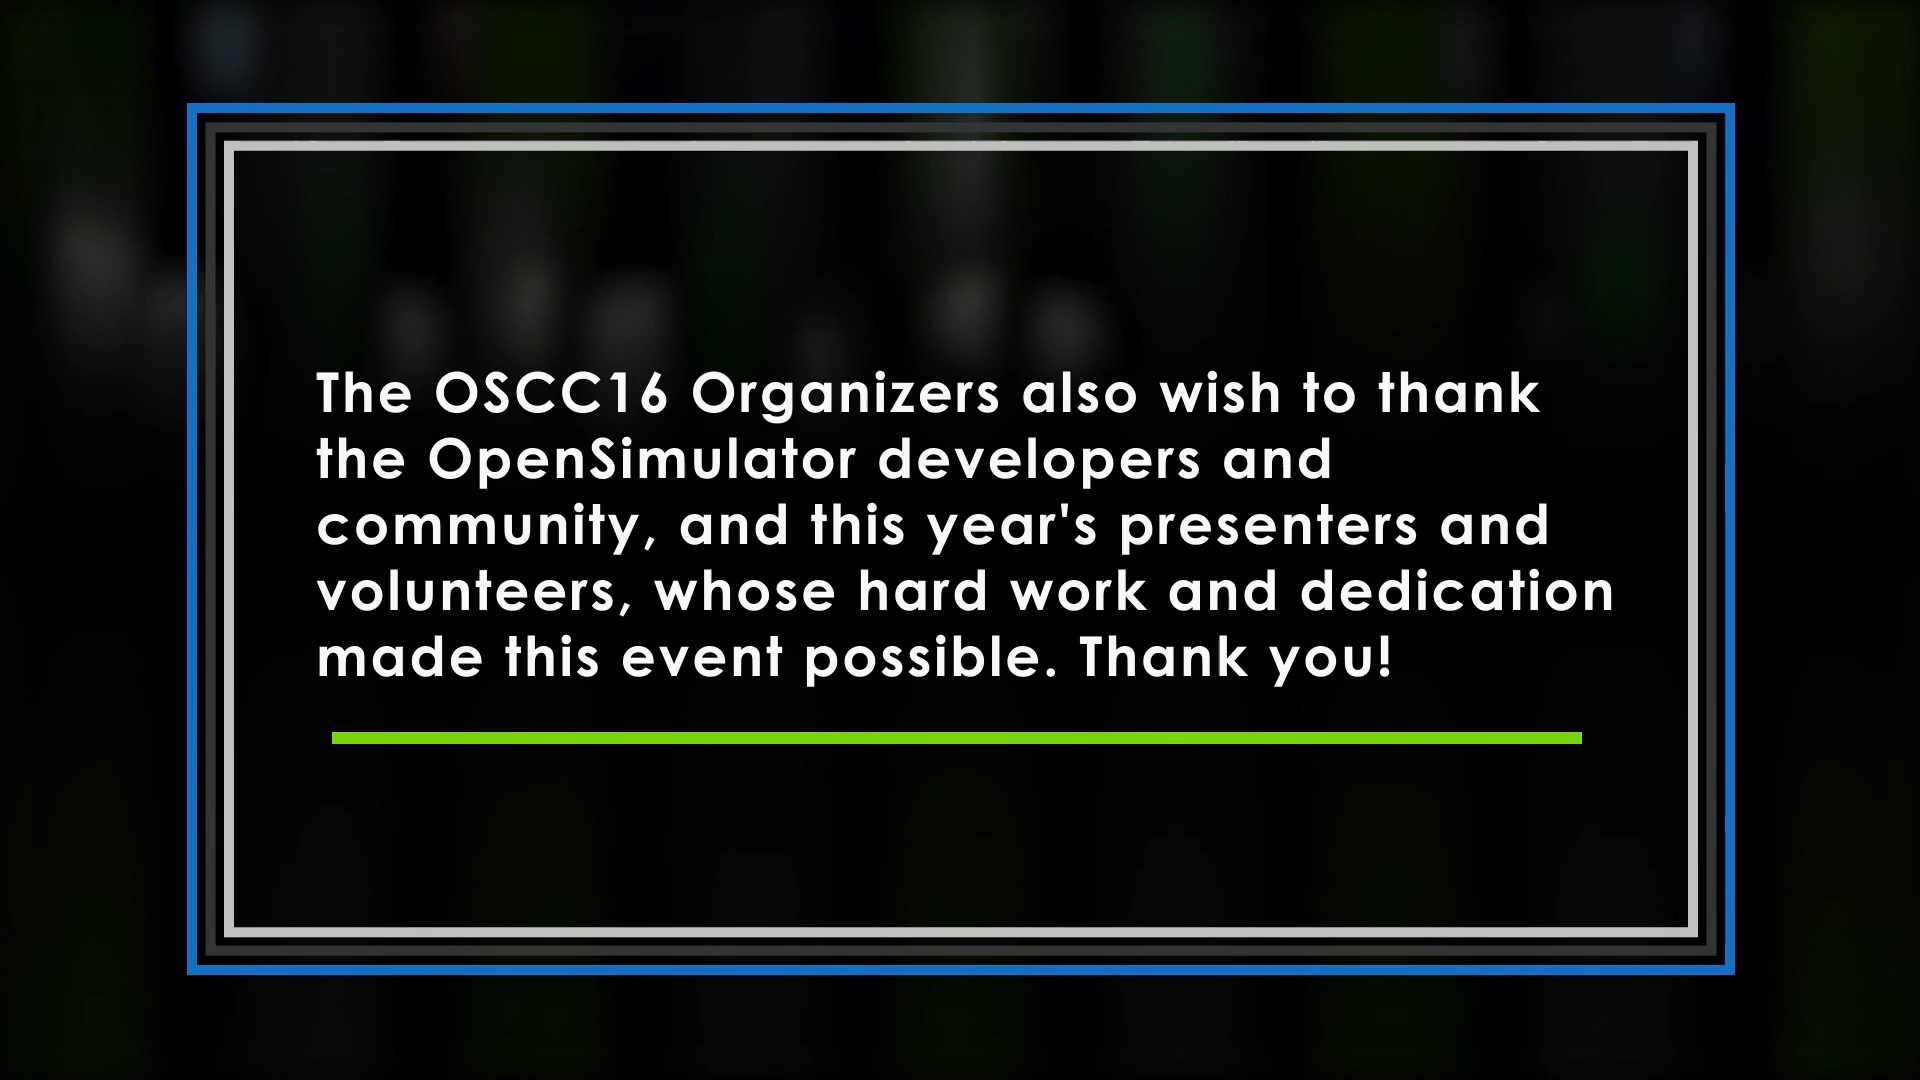 The OSCC16 Organizers also wish to thank
the OpenSimulator developers and
community, and this year's presenters and
volunteers, whose hard work and dedication
made this event possible. Thank you!